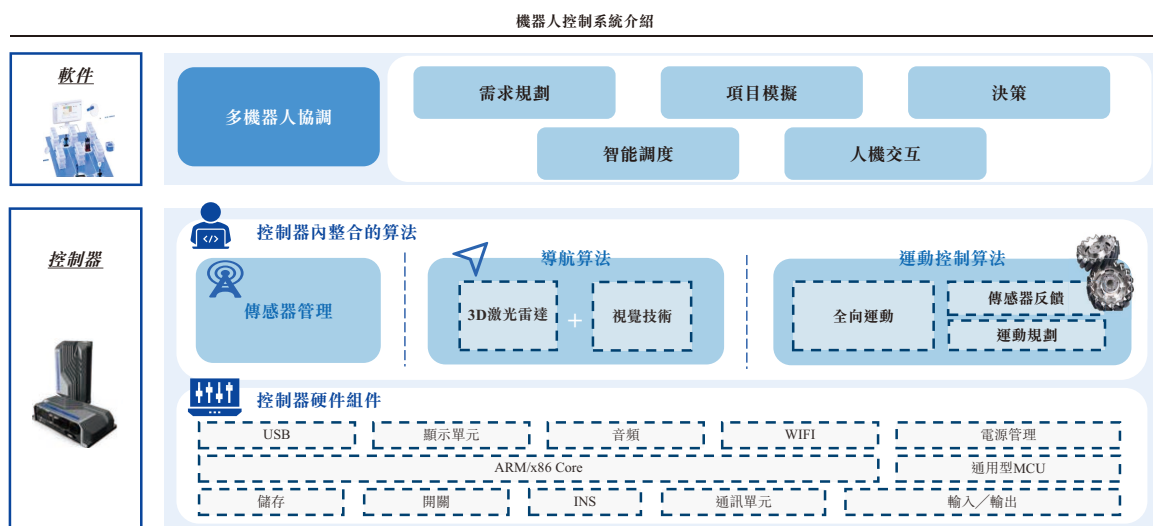 機器人控制系統介紹
軟件
多機器人協調
需求規劃
項目模擬
決策
智能調度
人機交互
控制器
控制器內整合的算法
傳感器管理
導航算法
3D激光雷達
+
視覺技術
運動控制算法
全向運動
傳感器反饋
運動規劃
控制器硬件組件
USB
顯示單元
音頻
WIFI
電源管理
ARM/x86 Core
通用型MCU
儲存
開關
INS
通訊單元
輸入／輸出